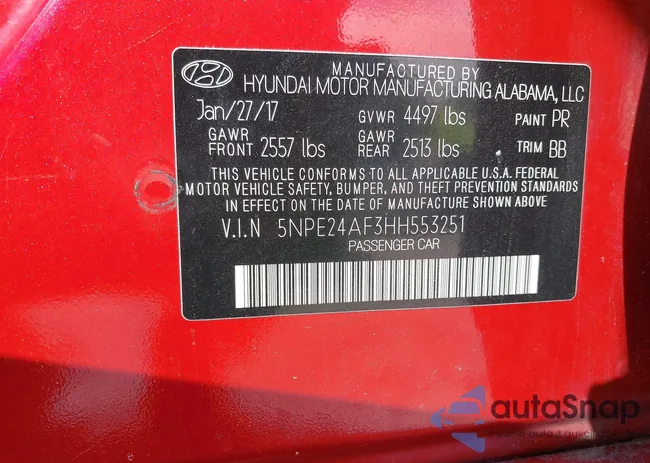 MANUFACTURED BY
HYUNDAI MOTOR MANUFACTURING ALABAMA, LLC
Jan/27/17 GVWR 4497 lbs PAINT PR
GAWR FRONT 2557 lbs GAWR REAR 2513 lbs TRIM BB
THIS VEHICLE CONFORMS TO ALL APPLICABLE U.S.A. FEDERAL
MOTOR VEHICLE SAFETY, BUMPER, AND THEFT PREVENTION STANDARDS
IN EFFECT ON THE DATE OF MANUFACTURE SHOWN ABOVE
V.I.N 5NPE24AF3HH553251
PASSENGER CAR
autaSnap